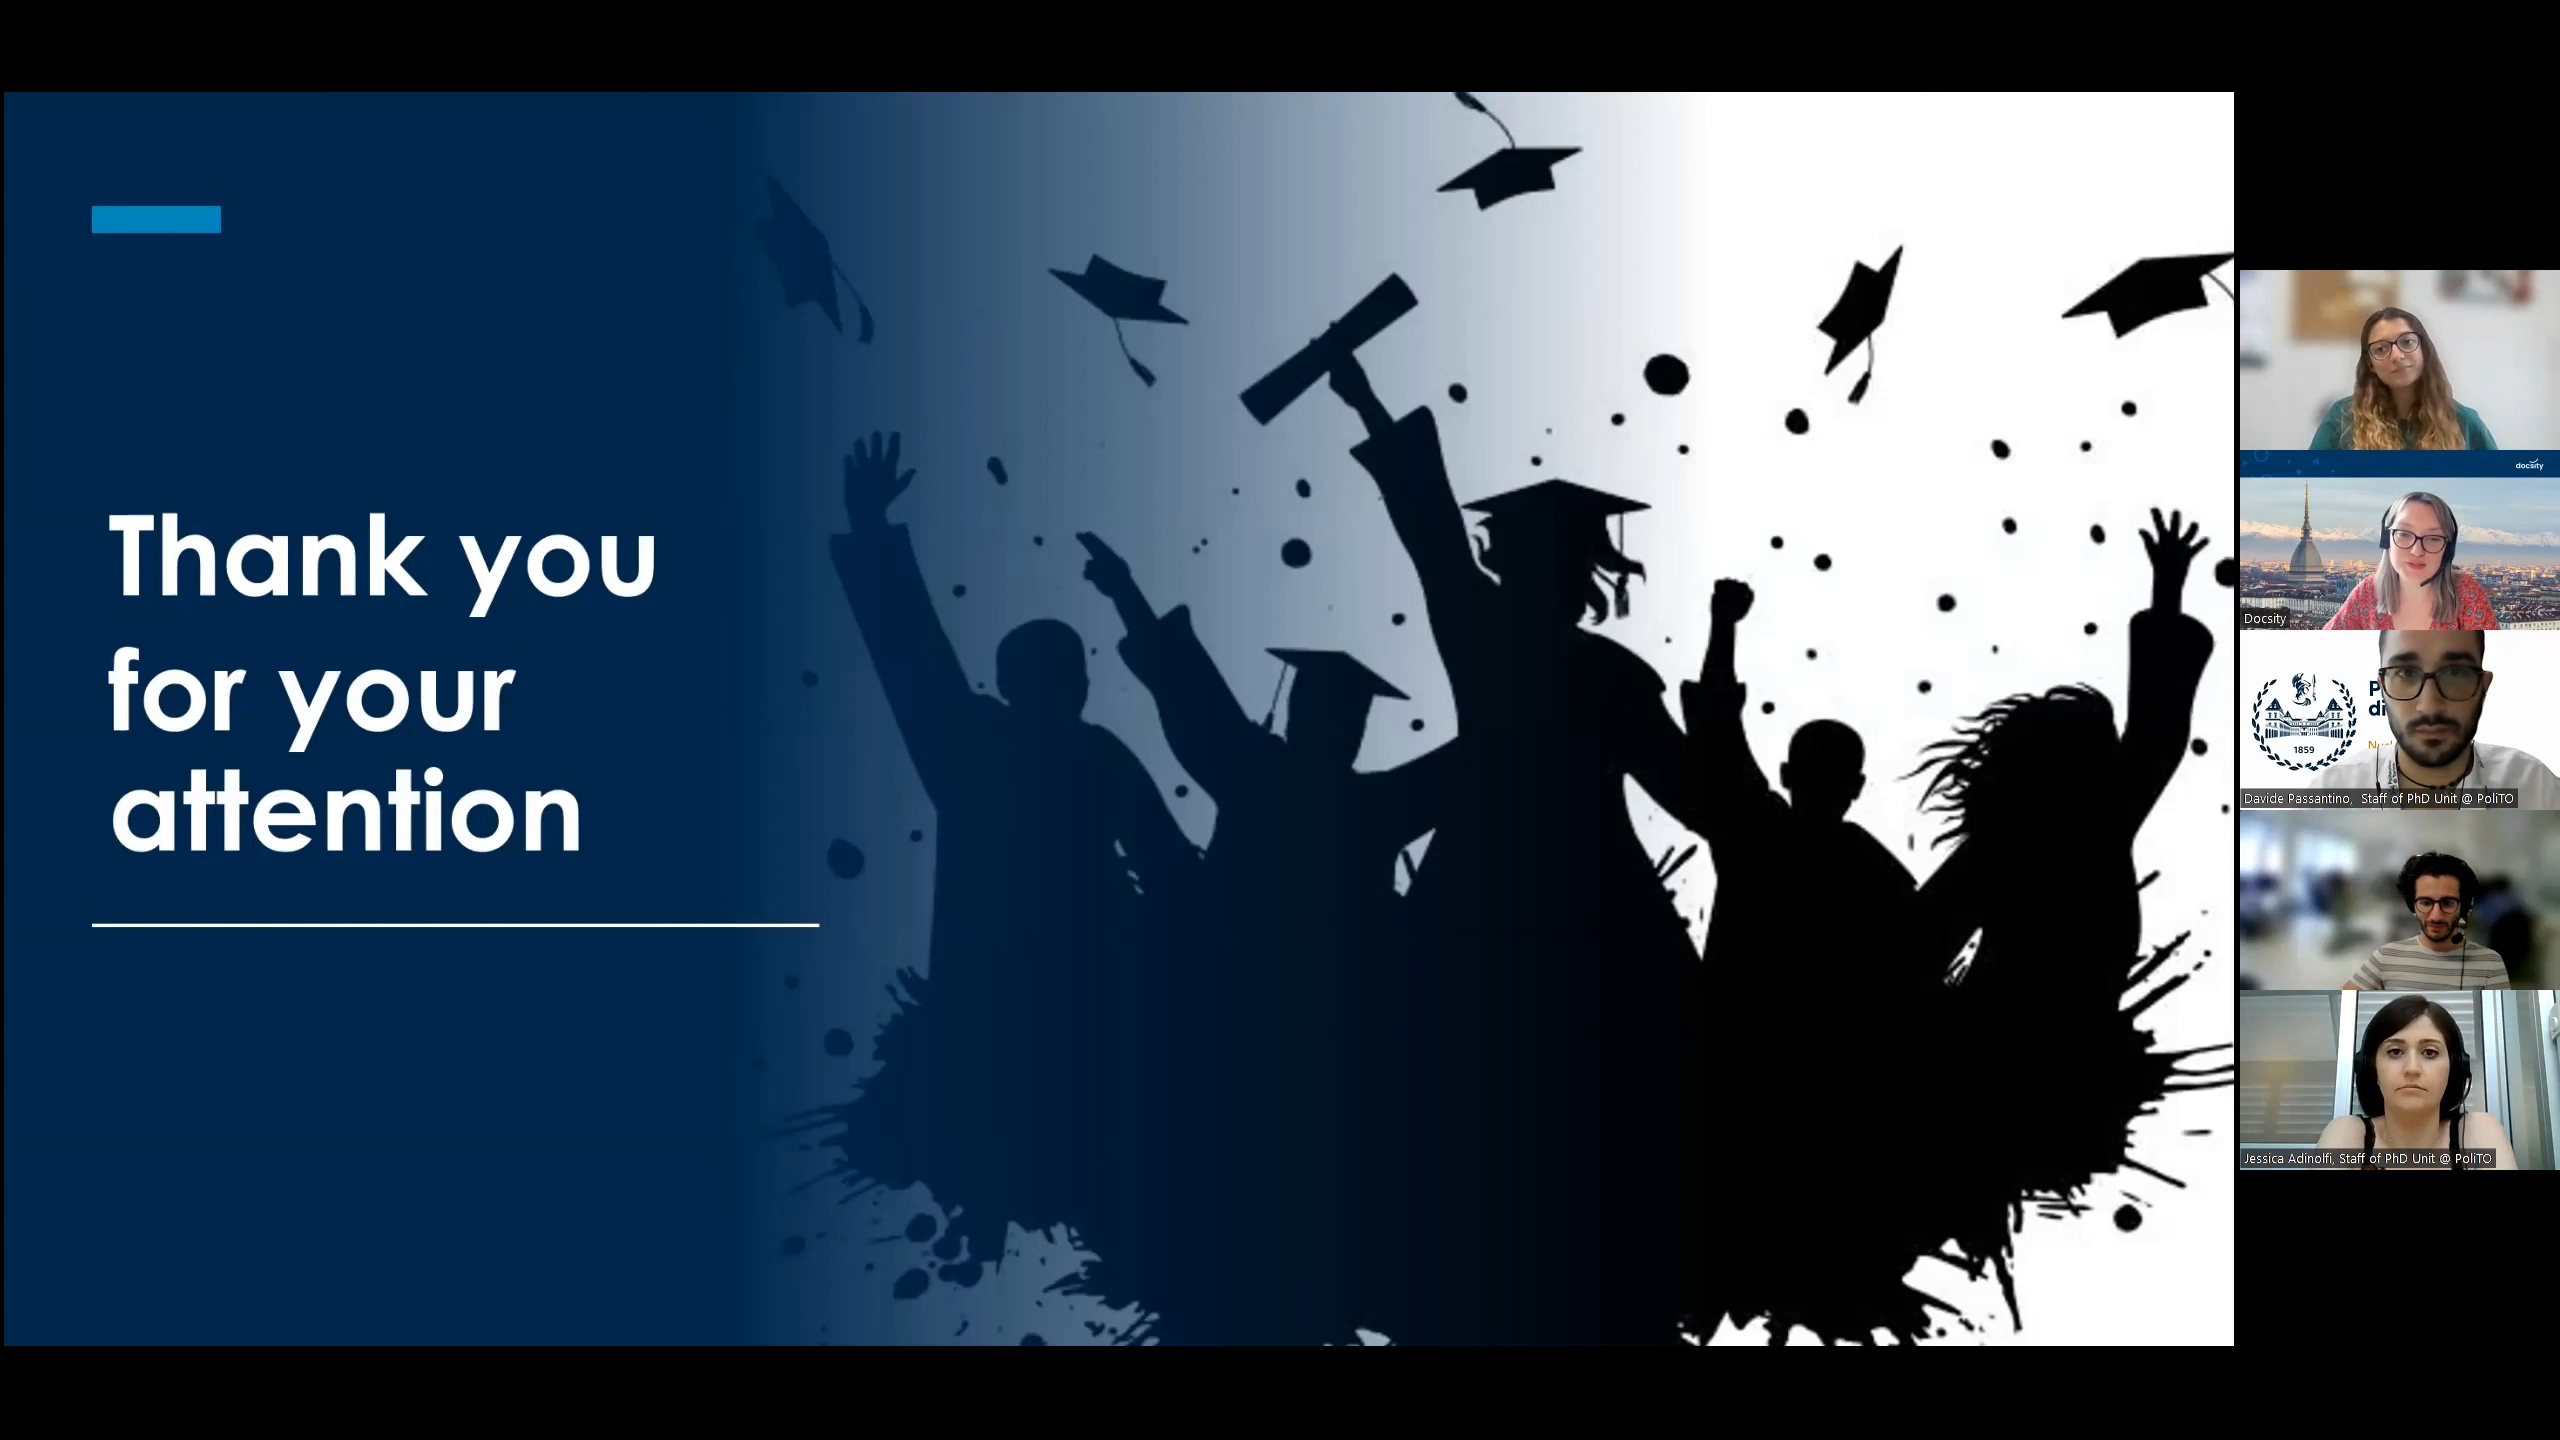 Thank you
for your
attention
docsity
Docsity
P
di
1859
Davide Passantino, Staff of PhD Unit @ PoliTO
Jessica Adinolfi, Staff of PhD Unit @ PoliTO